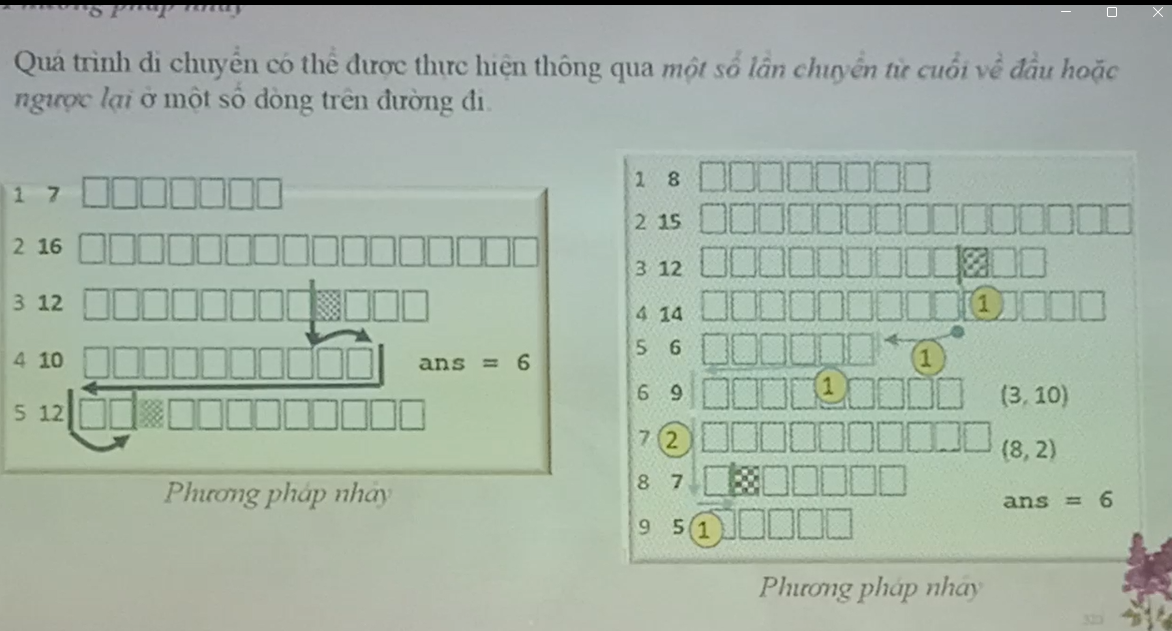 Phương pháp nhảy
Quá trình di chuyển có thể được thực hiện thông qua một số lần chuyển từ cuối về đầu hoặc
ngược lại ở một số dòng trên đường đi.
1 7
2 16
3 12
4 10
ans = 6
5 12
Phương pháp nhảy
1 8
2 15
3 12
4 14
1
5 6
1
6 9
1
(3, 10)
7 2
(8, 2)
8 7
ans = 6
9 5 1
Phương pháp nhảy